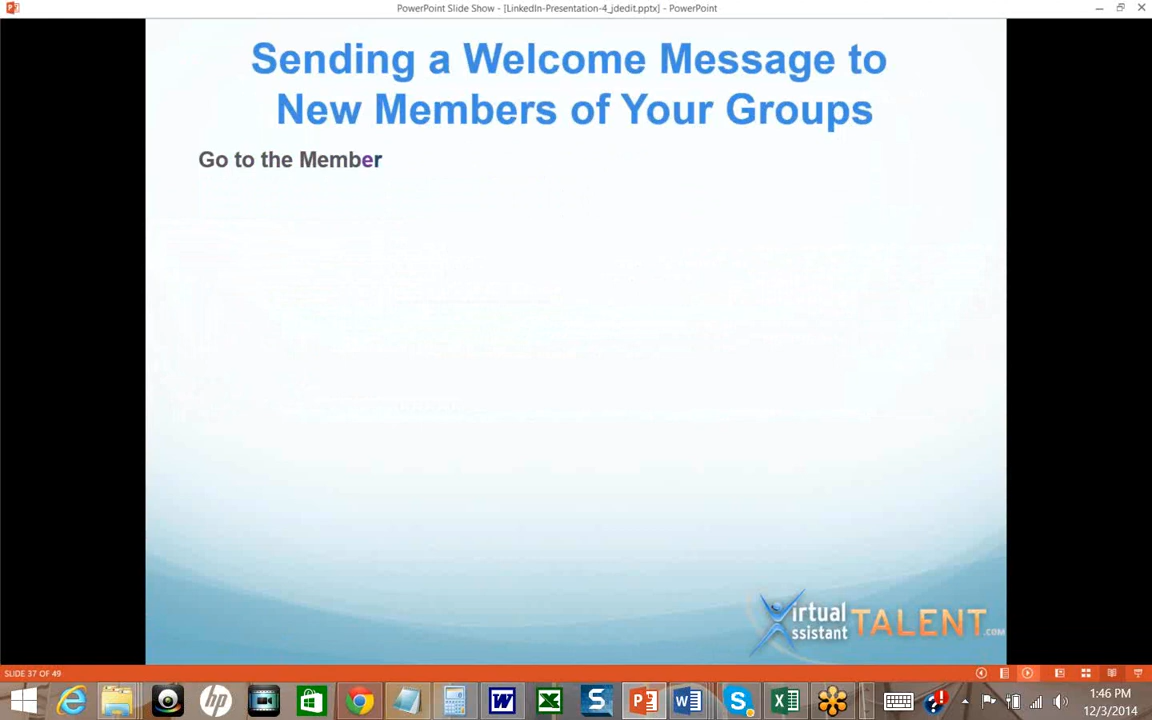 PowerPoint Slide Show - [LinkedIn-Presentation-4_jdedit.pptx] - PowerPoint
Sending a Welcome Message to
New Members of Your Groups
Go to the Member
Virtual
Assistant TALENT.COM
SLIDE 37 OF 49
1:46 PM
12/3/2014